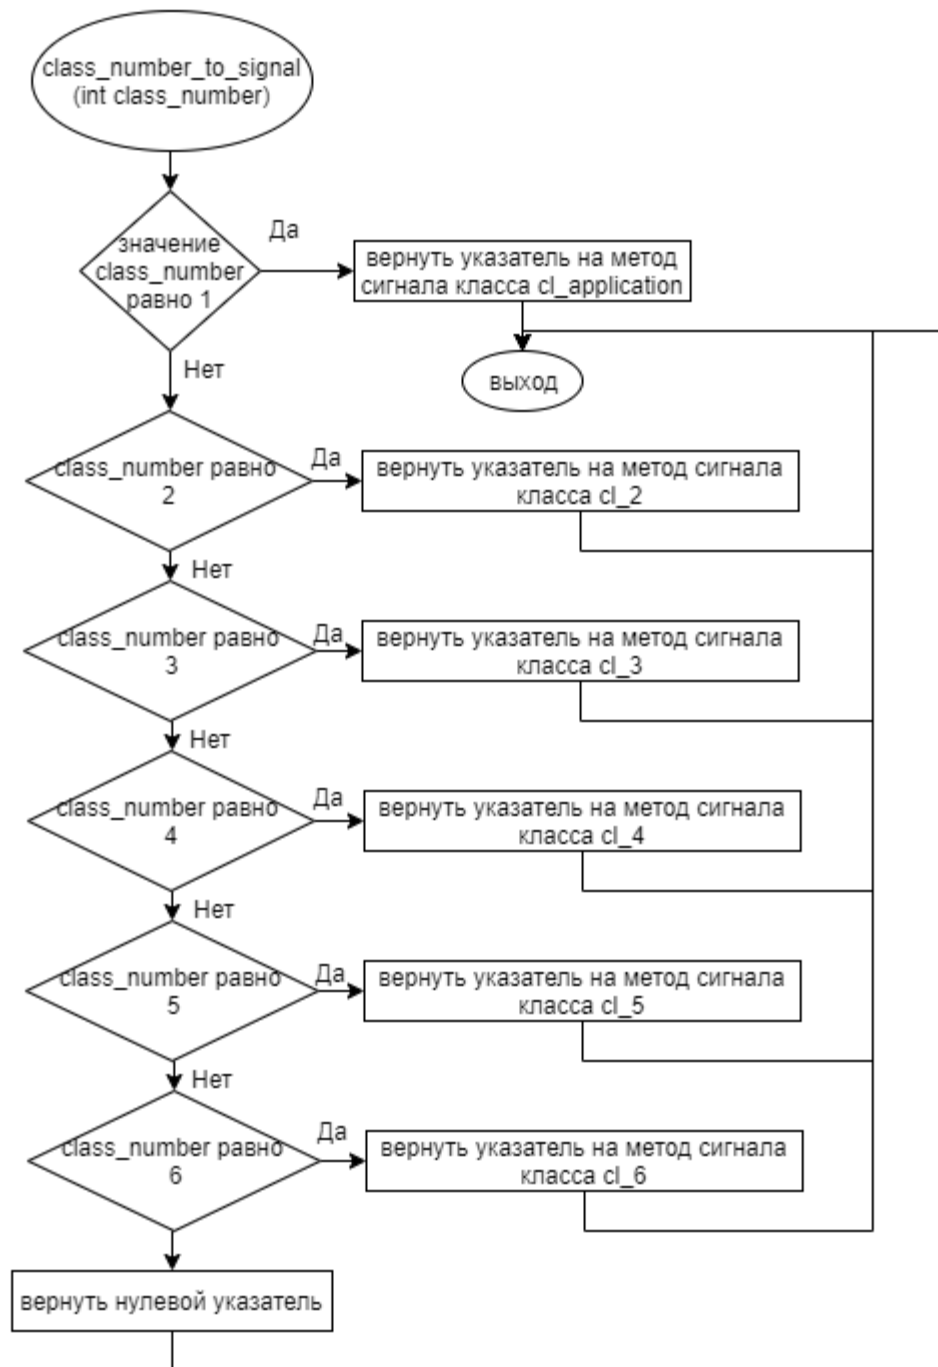 class_number_to_signal
(int class_number)
значение
class_number
равно 1
Да
вернуть указатель на метод
сигнала класса cl_application
Нет
выход
class_number равно
2
Да
вернуть указатель на метод сигнала
класса cl_2
Нет
class_number равно
3
Да
вернуть указатель на метод сигнала
класса cl_3
Нет
class_number равно
4
Да
вернуть указатель на метод сигнала
класса cl_4
Нет
class_number равно
5
Да
вернуть указатель на метод сигнала
класса cl_5
Нет
class_number равно
6
Да
вернуть указатель на метод сигнала
класса cl_6
вернуть нулевой указатель